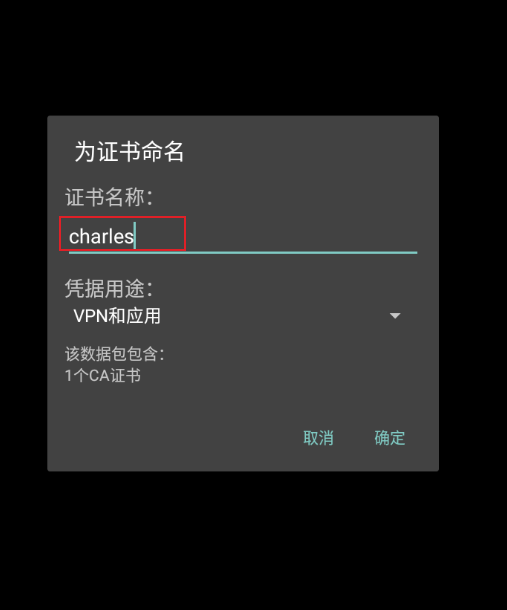 为证书命名
证书名称：
charles
凭据用途：
VPN和应用
该数据包包含：
1个CA证书
取消 确定